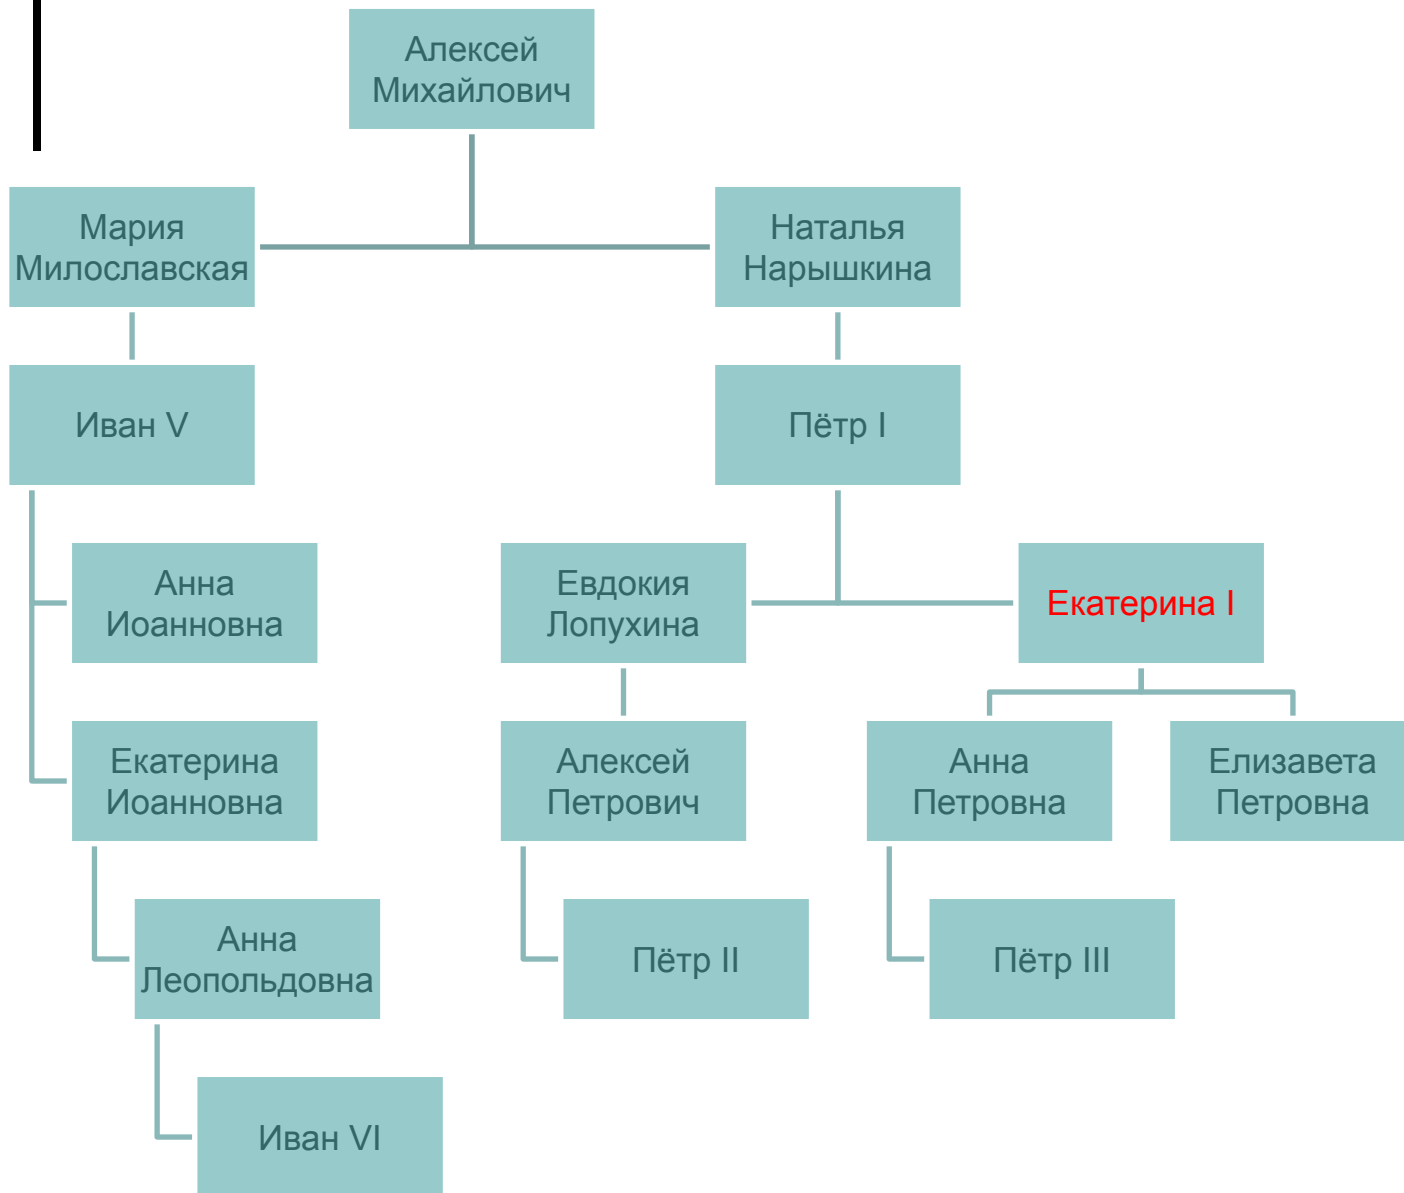 Алексей
Михайлович
Мария
Милославская
Наталья
Нарышкина
Иван V
Пётр I
Анна
Иоанновна
Евдокия
Лопухина
Екатерина I
Екатерина
Иоанновна
Алексей
Петрович
Анна
Петровна
Елизавета
Петровна
Анна
Леопольдовна
Пётр II
Пётр III
Иван VI